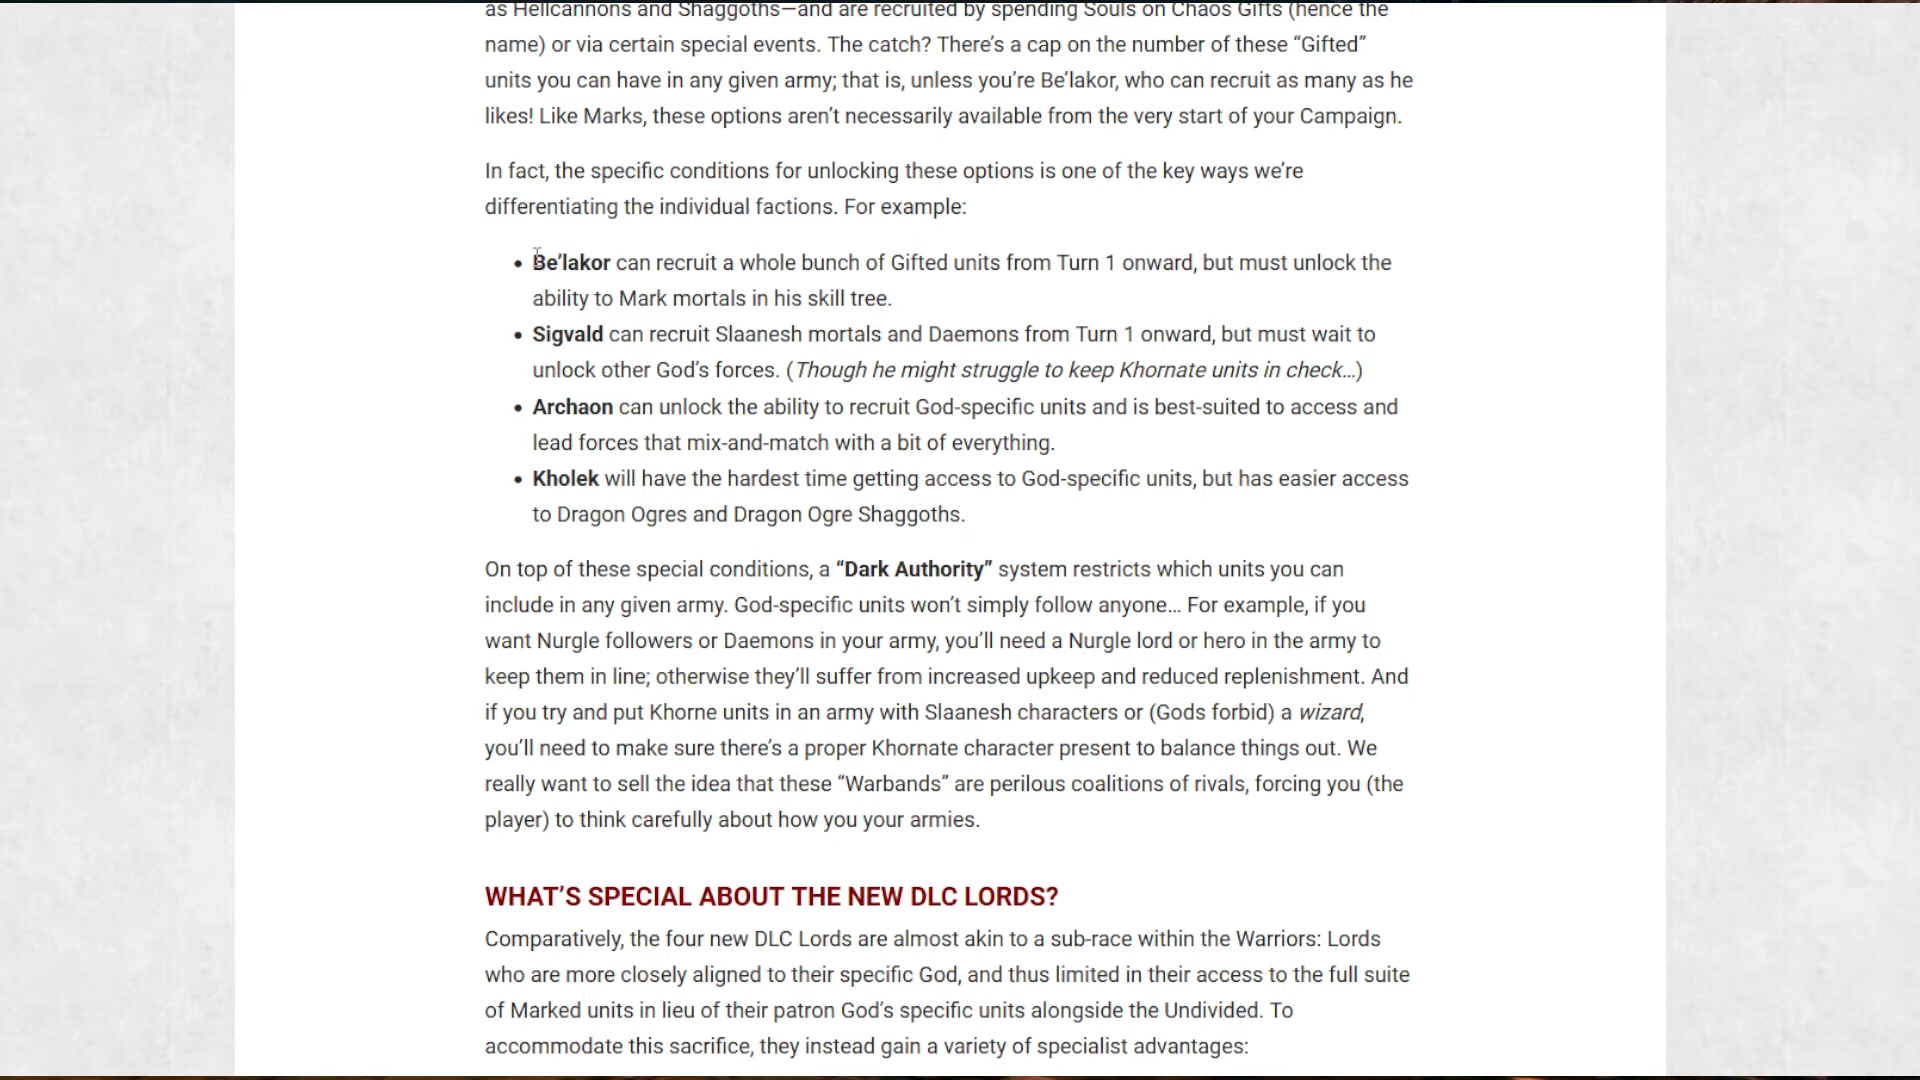 as Hellcannons and Shaggoths—and are recruited by spending Souls on Chaos Gifts (hence the
name) or via certain special events. The catch? There’s a cap on the number of these “Gifted”
units you can have in any given army; that is, unless you’re Be’lakor, who can recruit as many as he
likes! Like Marks, these options aren’t necessarily available from the very start of your Campaign.
In fact, the specific conditions for unlocking these options is one of the key ways we’re
differentiating the individual factions. For example:
• Be’lakor can recruit a whole bunch of Gifted units from Turn 1 onward, but must unlock the
ability to Mark mortals in his skill tree.
• Sigvald can recruit Slaanesh mortals and Daemons from Turn 1 onward, but must wait to
unlock other God’s forces. (Though he might struggle to keep Khornate units in check…)
• Archaon can unlock the ability to recruit God-specific units and is best-suited to access and
lead forces that mix-and-match with a bit of everything.
• Kholek will have the hardest time getting access to God-specific units, but has easier access
to Dragon Ogres and Dragon Ogre Shaggoths.
On top of these special conditions, a “Dark Authority” system restricts which units you can
include in any given army. God-specific units won’t simply follow anyone… For example, if you
want Nurgle followers or Daemons in your army, you’ll need a Nurgle lord or hero in the army to
keep them in line; otherwise they’ll suffer from increased upkeep and reduced replenishment. And
if you try and put Khorne units in an army with Slaanesh characters or (Gods forbid) a wizard,
you’ll need to make sure there’s a proper Khornate character present to balance things out. We
really want to sell the idea that these “Warbands” are perilous coalitions of rivals, forcing you (the
player) to think carefully about how you your armies.
WHAT’S SPECIAL ABOUT THE NEW DLC LORDS?
Comparatively, the four new DLC Lords are almost akin to a sub-race within the Warriors: Lords
who are more closely aligned to their specific God, and thus limited in their access to the full suite
of Marked units in lieu of their patron God’s specific units alongside the Undivided. To
accommodate this sacrifice, they instead gain a variety of specialist advantages: